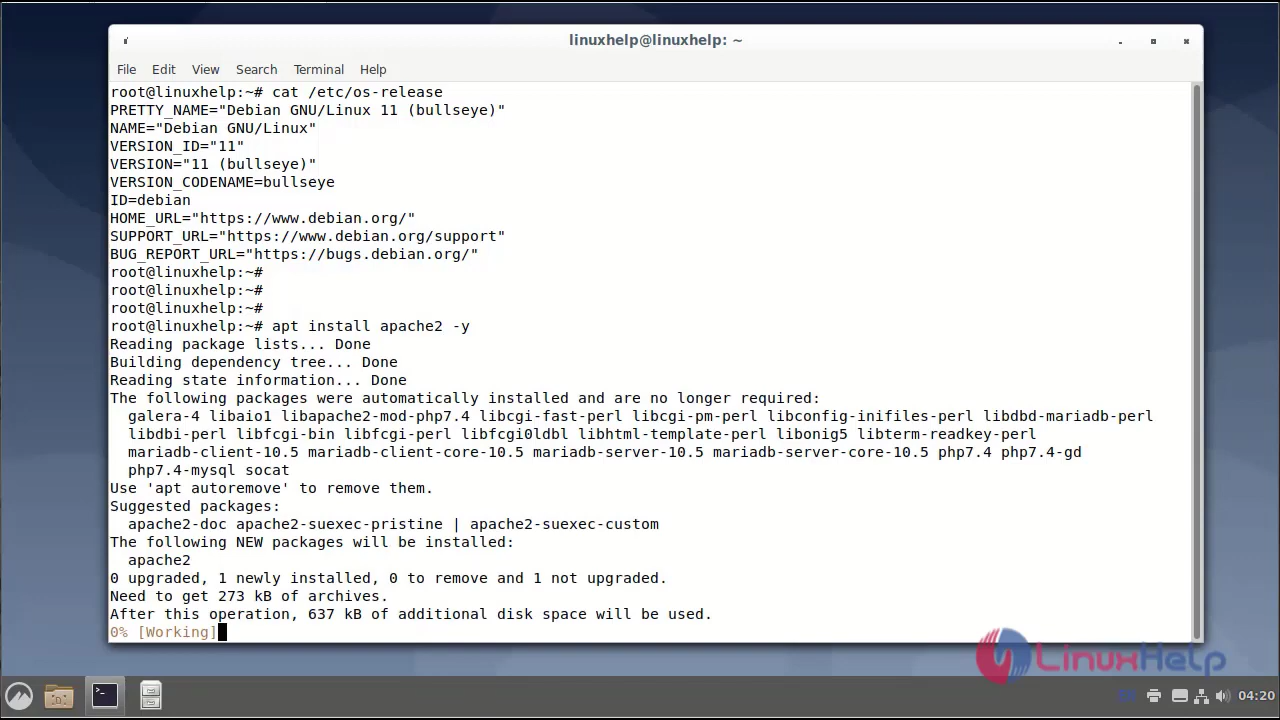 linuxhelp@linuxhelp: ~
File Edit View Search Terminal Help
root@linuxhelp:~# cat /etc/os-release
PRETTY_NAME="Debian GNU/Linux 11 (bullseye)"
NAME="Debian GNU/Linux"
VERSION_ID="11"
VERSION="11 (bullseye)"
VERSION_CODENAME=bullseye
ID=debian
HOME_URL="https://www.debian.org/"
SUPPORT_URL="https://www.debian.org/support"
BUG_REPORT_URL="https://bugs.debian.org/"
root@linuxhelp:~#
root@linuxhelp:~#
root@linuxhelp:~#
root@linuxhelp:~# apt install apache2 -y
Reading package lists... Done
Building dependency tree... Done
Reading state information... Done
The following packages were automatically installed and are no longer required:
galera-4 libaio1 libapache2-mod-php7.4 libcgi-fast-perl libcgi-pm-perl libconfig-inifiles-perl libdbd-mariadb-perl
libdbi-perl libfcgi-bin libfcgi-perl libfcgi0ldbl libhtml-template-perl libonig5 libterm-readkey-perl
mariadb-client-10.5 mariadb-client-core-10.5 mariadb-server-10.5 mariadb-server-core-10.5 php7.4 php7.4-gd
php7.4-mysql socat
Use 'apt autoremove' to remove them.
Suggested packages:
apache2-doc apache2-suexec-pristine | apache2-suexec-custom
The following NEW packages will be installed:
apache2
0 upgraded, 1 newly installed, 0 to remove and 1 not upgraded.
Need to get 273 kB of archives.
After this operation, 637 kB of additional disk space will be used.
0% [Working]
LinuxHelp
04:20